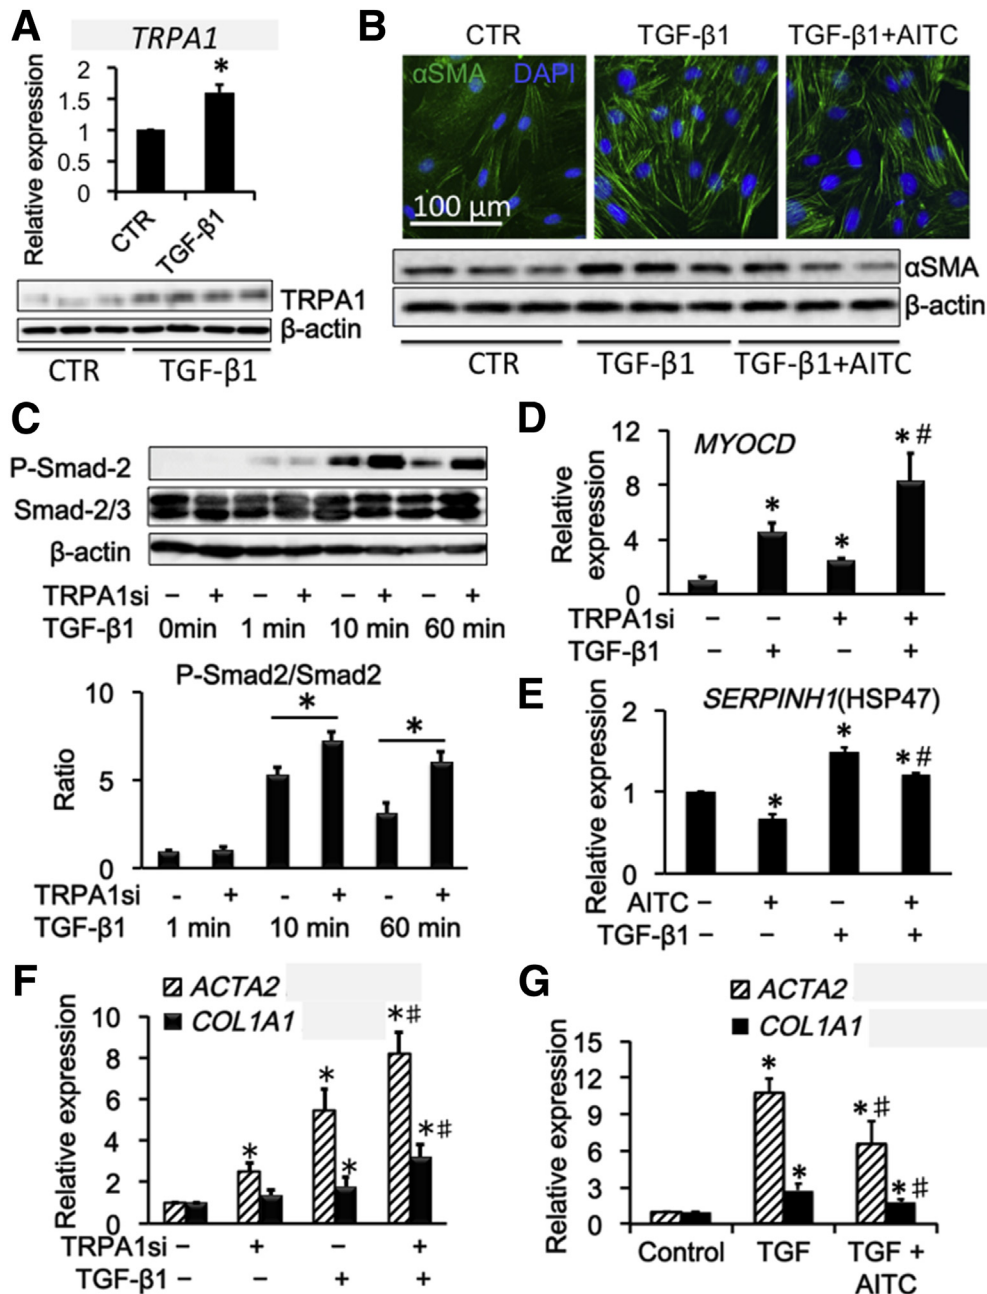 A
TRPA1
Relative expression
2
1.5
1
0.5
0
*
CTR
TGF-β1
TRPA1
β-actin
CTR
TGF-β1
B
CTR
TGF-β1
TGF-β1+AITC
αSMA DAPI
100 μm
αSMA
β-actin
CTR
TGF-β1
TGF-β1+AITC
C
P-Smad-2
Smad-2/3
β-actin
TRPA1si – + – + – + – +
TGF-β1 0min 1 min 10 min 60 min
P-Smad2/Smad2
Ratio
10
5
0
* *
TRPA1si - + - + - +
TGF-β1 1 min 10 min 60 min
D
MYOCD
Relative
expression
12
8
4
0
* * *#
TRPA1si – – + +
TGF-β1 – + – +
E
SERPINH1(HSP47)
Relative expression
2
1
0
* * *#
AITC – + – +
TGF-β1 – – + +
F
ACTA2
COL1A1
Relative expression
10
8
6
4
2
0
* * * *# *#
TRPA1si – + – +
TGF-β1 – – + +
G
ACTA2
COL1A1
Relative expression
15
12
9
6
3
0
* * *# *#
Control
TGF
TGF +
AITC